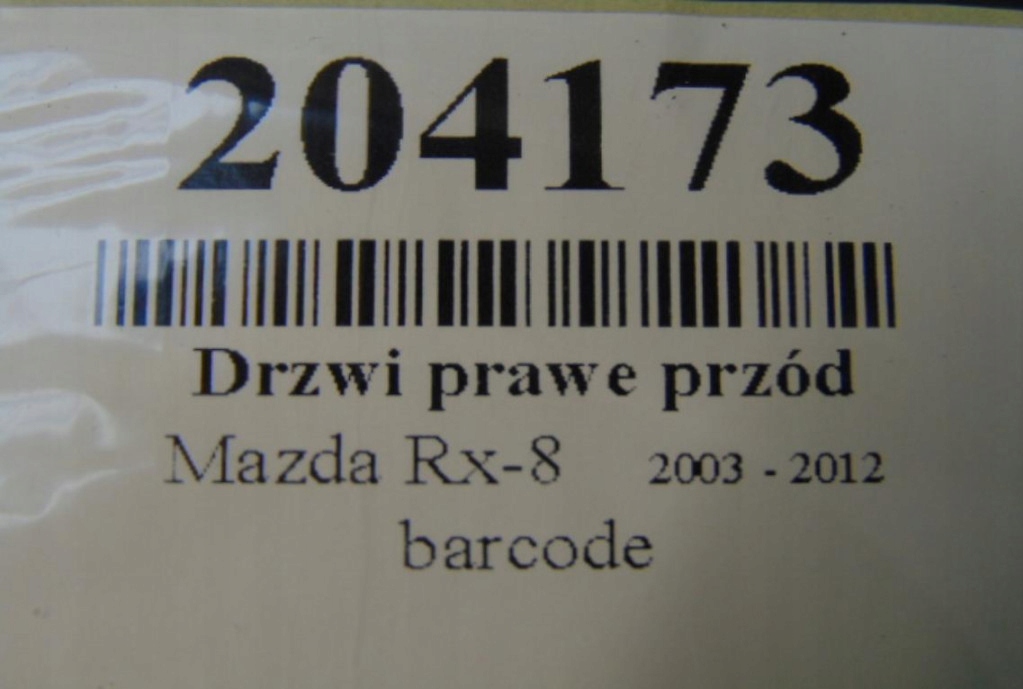 204173
Drzwi prawe przód
Mazda Rx-8 2003 - 2012
barcode